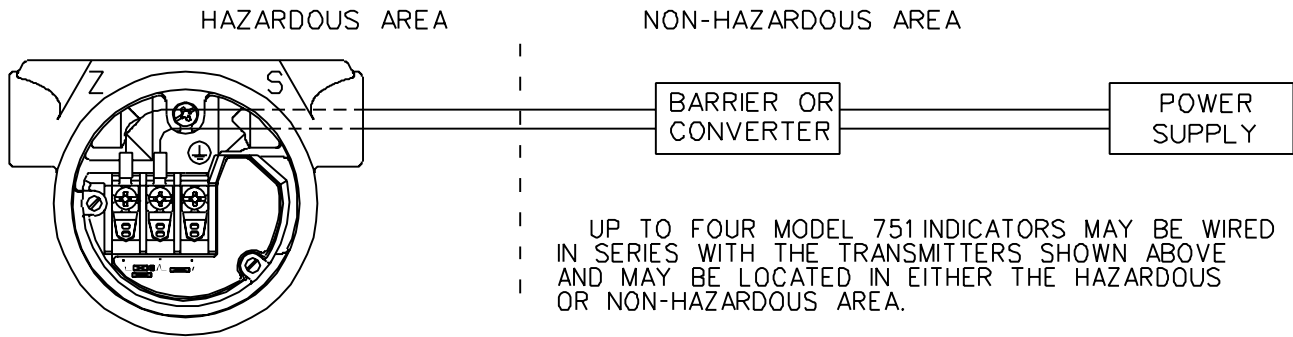 HAZARDOUS AREA
NON-HAZARDOUS AREA
Z S
BARRIER OR
CONVERTER
POWER
SUPPLY
UP TO FOUR MODEL 751 INDICATORS MAY BE WIRED
IN SERIES WITH THE TRANSMITTERS SHOWN ABOVE
AND MAY BE LOCATED IN EITHER THE HAZARDOUS
OR NON-HAZARDOUS AREA.